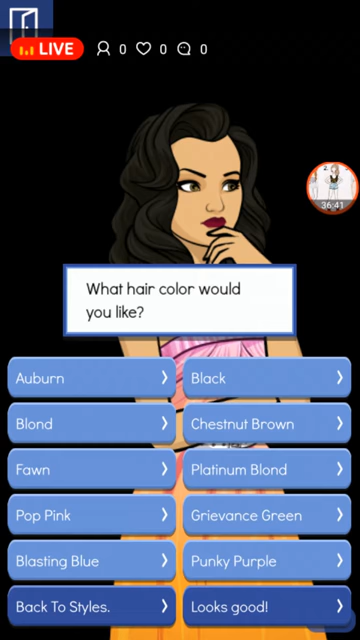 LIVE 0 0 0
36:41
What hair color would
you like?
Auburn
Black
Blond
Chestnut Brown
Fawn
Platinum Blond
Pop Pink
Grievance Green
Blasting Blue
Punky Purple
Back To Styles.
Looks good!